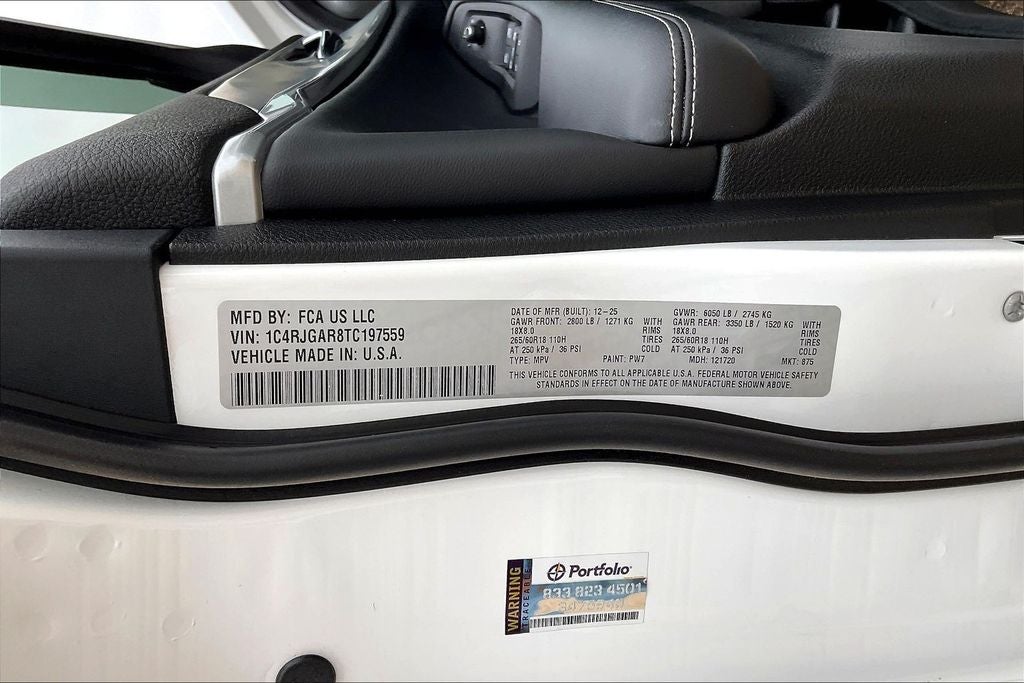 MFD BY: FCA US LLC
VIN: 1C4RJGAR8TC197559
VEHICLE MADE IN: U.S.A.
DATE OF MFR (BUILT): 12-25 GVWR: 6050 LB / 2745 KG
GAWR FRONT: 2800 LB / 1271 KG WITH GAWR REAR: 3350 LB / 1520 KG WITH
18X8.0 RIMS 18X8.0 RIMS
265/60R18 110H TIRES 265/60R18 110H TIRES
AT 250 kPa / 36 PSI COLD AT 250 kPa / 36 PSI COLD
TYPE: MPV PAINT: PW7 MDH: 121720 MKT: 875
THIS VEHICLE CONFORMS TO ALL APPLICABLE U.S.A. FEDERAL MOTOR VEHICLE SAFETY
STANDARDS IN EFFECT ON THE DATE OF MANUFACTURE SHOWN ABOVE.
WARNING
TRACEABLE
Portfolio
833 823 4501